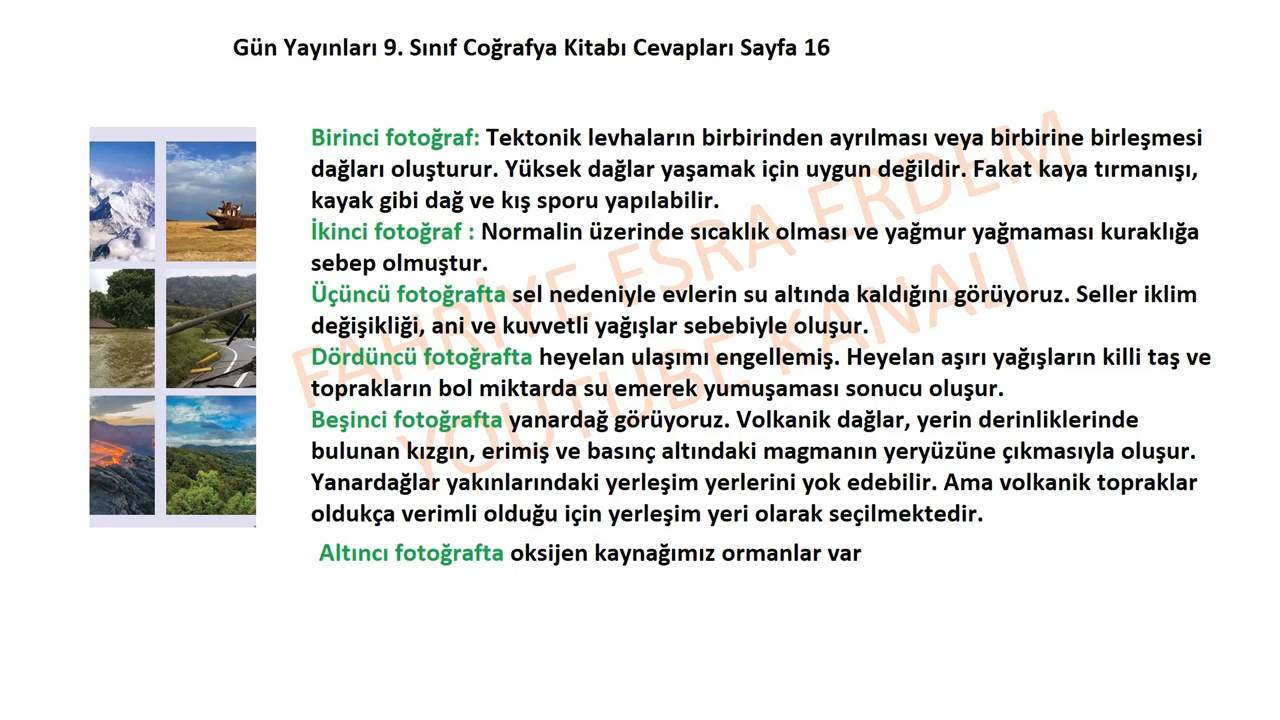 Gün Yayınları 9. Sınıf Coğrafya Kitabı Cevapları Sayfa 16
Birinci fotoğraf: Tektonik levhaların birbirinden ayrılması veya birbirine birleşmesi
dağları oluşturur. Yüksek dağlar yaşamak için uygun değildir. Fakat kaya tırmanışı,
kayak gibi dağ ve kış sporu yapılabilir.
İkinci fotoğraf : Normalin üzerinde sıcaklık olması ve yağmur yağmaması kuraklığa
sebep olmuştur.
Üçüncü fotoğrafta sel nedeniyle evlerin su altında kaldığını görüyoruz. Seller iklim
değişikliği, ani ve kuvvetli yağışlar sebebiyle oluşur.
Dördüncü fotoğrafta heyelan ulaşımı engellemiş. Heyelan aşırı yağışların killi taş ve
toprakların bol miktarda su emerek yumuşaması sonucu oluşur.
Beşinci fotoğrafta yanardağ görüyoruz. Volkanik dağlar, yerin derinliklerinde
bulunan kızgın, erimiş ve basınç altındaki magmanın yeryüzüne çıkmasıyla oluşur.
Yanardağlar yakınlarındaki yerleşim yerlerini yok edebilir. Ama volkanik topraklar
oldukça verimli olduğu için yerleşim yeri olarak seçilmektedir.
Altıncı fotoğrafta oksijen kaynağımız ormanlar var
FAHRİYE ESRA ERDEM
YOUTUBE KANALI